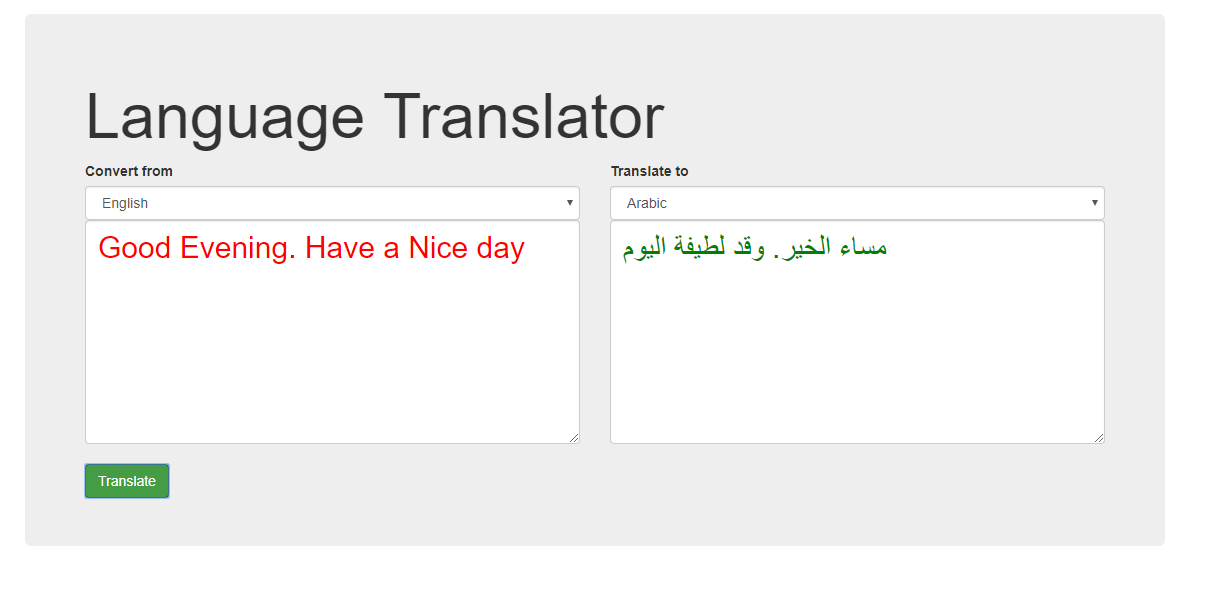 Language Translator
Convert from
Translate to
English
Arabic
Good Evening. Have a Nice day
مساء الخير. وقد لطيفة اليوم
Translate